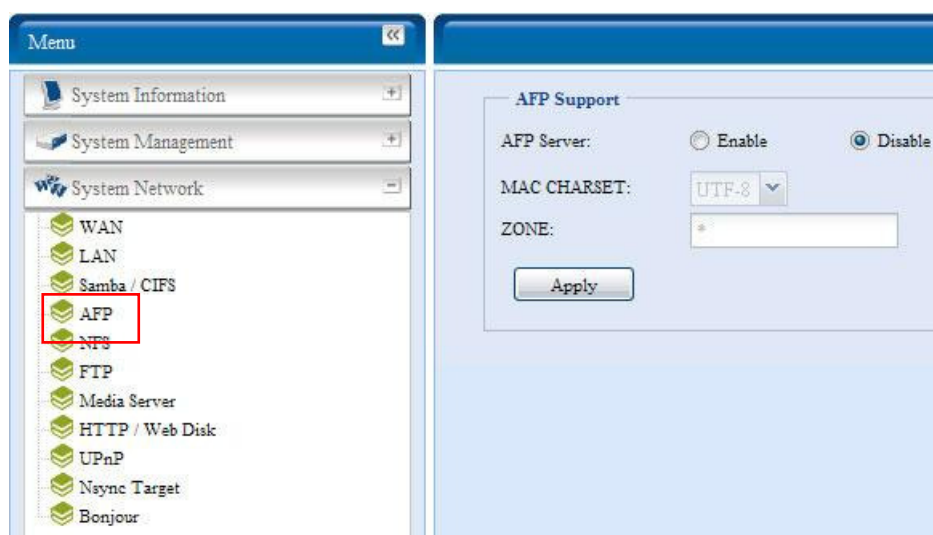 Menu
System Information
System Management
System Network
WAN
LAN
Samba / CIFS
AFP
NFS
FTP
Media Server
HTTP / Web Disk
UPnP
Nsync Target
Bonjour
AFP Support
AFP Server: Enable Disable
MAC CHARSET: UTF-8
ZONE: *
Apply